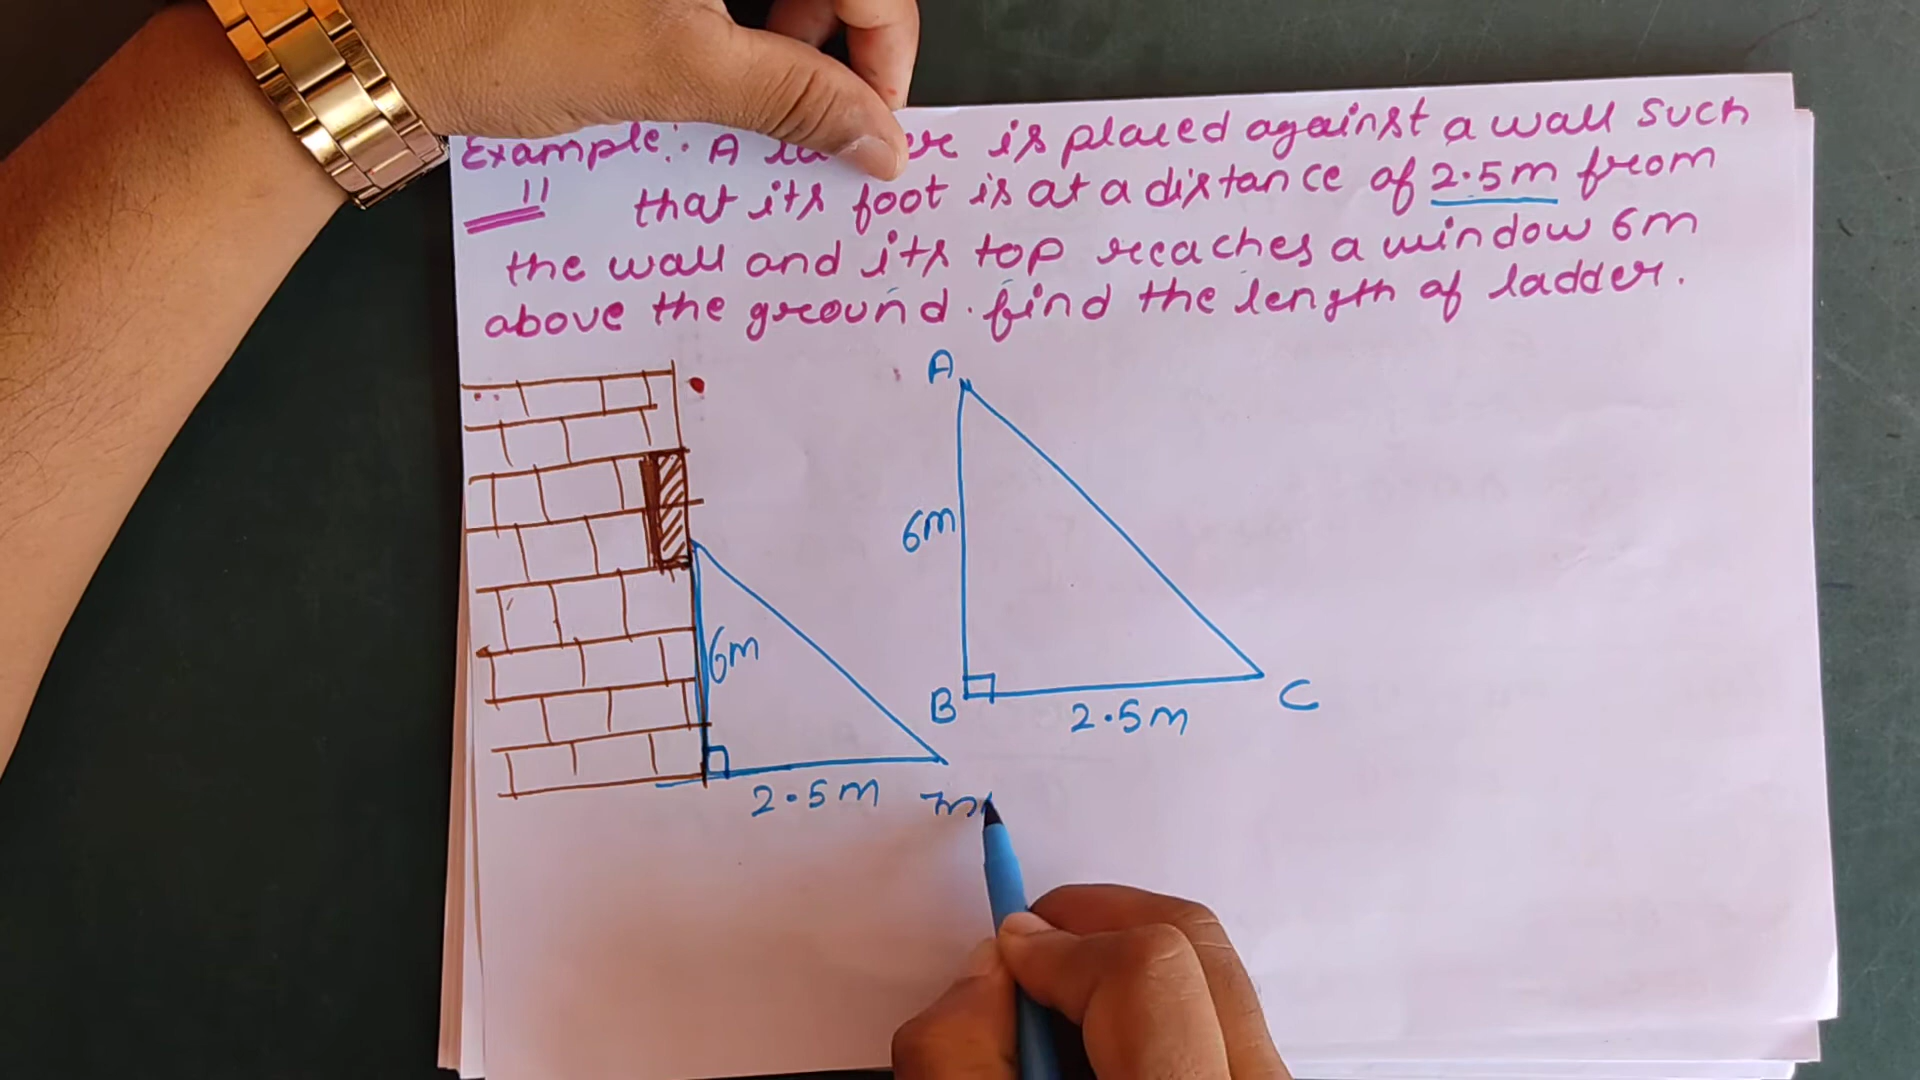 Example: A is placed against a wall such
11 that its foot is at a distance of 2.5m from
the wall and its top reaches a window 6m
above the ground. find the length of ladder.
A
6m
B
C
2.5m
6m
2.5m